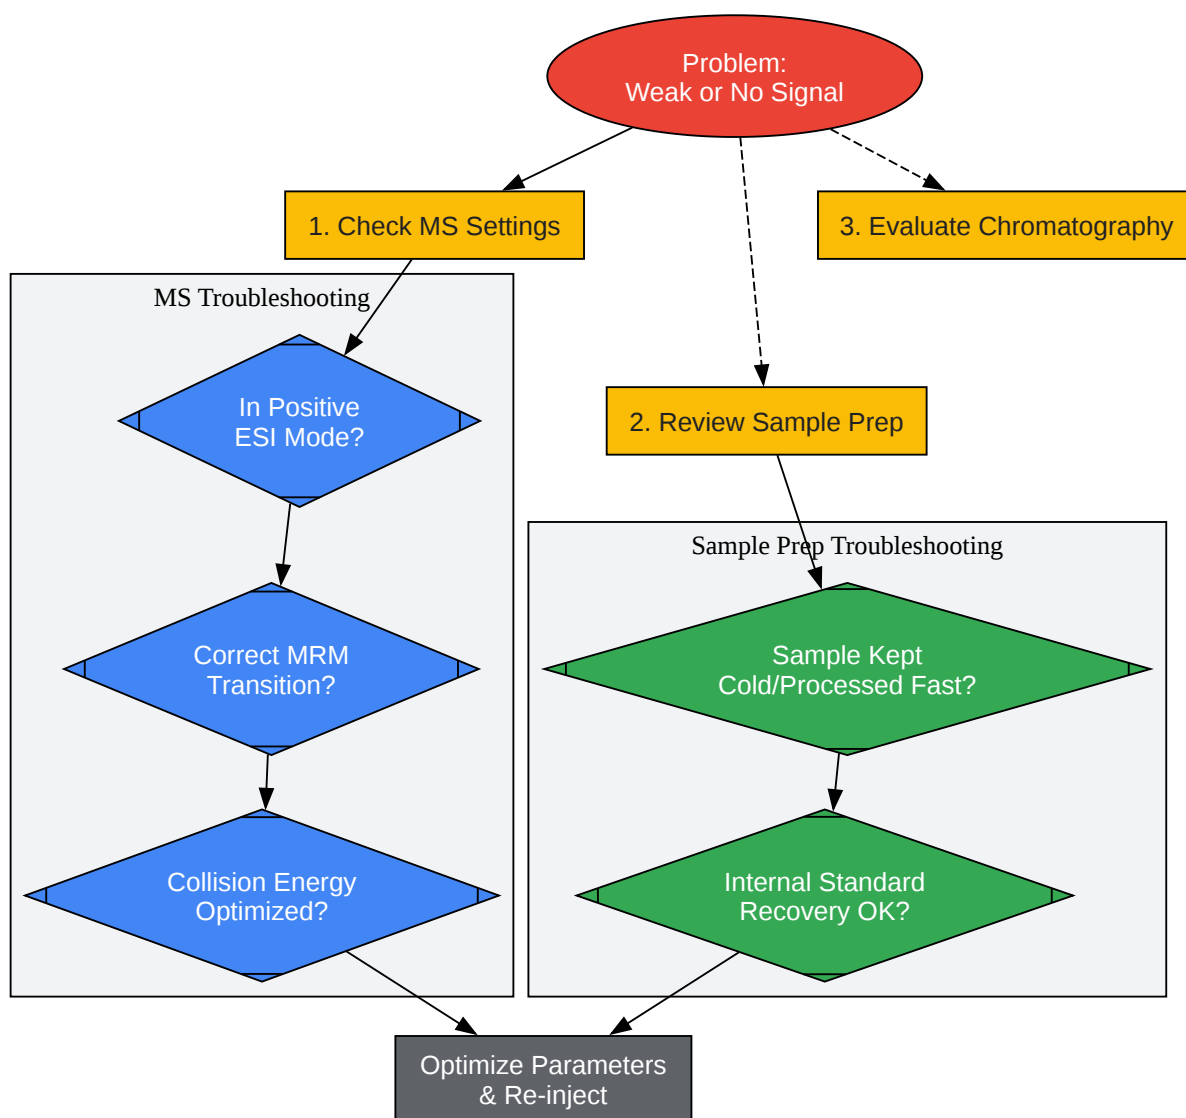 Problem:
Weak or No Signal
1. Check MS Settings
3. Evaluate Chromatography
MS Troubleshooting
In Positive
ESI Mode?
2. Review Sample Prep
Sample Prep Troubleshooting
Correct MRM
Transition?
Sample Kept
Cold/Processed Fast?
Collision Energy
Optimized?
Internal Standard
Recovery OK?
Optimize Parameters
& Re-inject